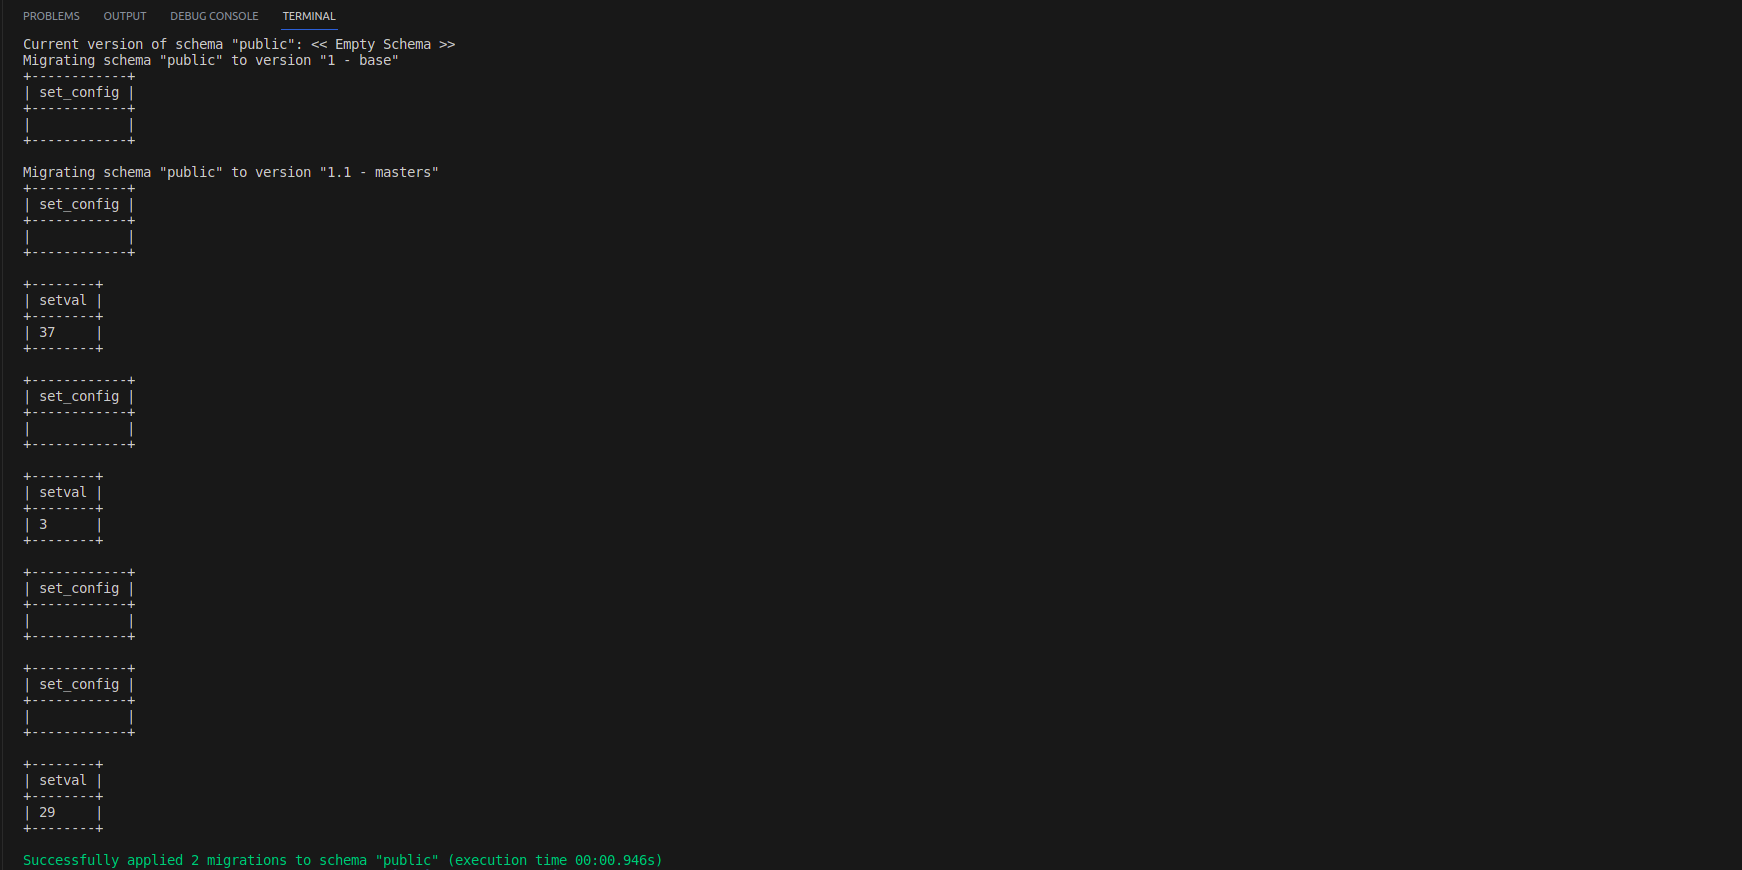 PROBLEMS OUTPUT DEBUG CONSOLE TERMINAL
Current version of schema "public": << Empty Schema >>
Migrating schema "public" to version "1 - base"
+------------+
| set_config |
+------------+
|            |
+------------+

Migrating schema "public" to version "1.1 - masters"
+------------+
| set_config |
+------------+
|            |
+------------+

+--------+
| setval |
+--------+
| 37     |
+--------+

+------------+
| set_config |
+------------+
|            |
+------------+

+--------+
| setval |
+--------+
| 3      |
+--------+

+------------+
| set_config |
+------------+
|            |
+------------+

+------------+
| set_config |
+------------+
|            |
+------------+

+--------+
| setval |
+--------+
| 29     |
+--------+

Successfully applied 2 migrations to schema "public" (execution time 00:00.946s)